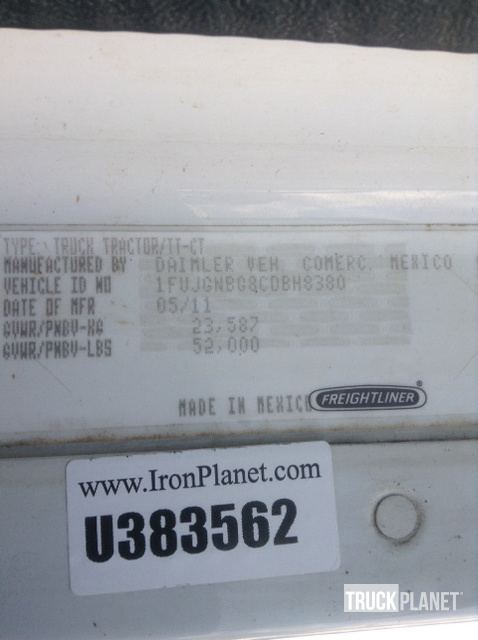 TYPE: TRUCK TRACTOR/TT-CT
MANUFACTURED BY DAIMLER VEH. COMERC. MEXICO
VEHICLE ID NO 1FUJGNBG8CDBH8380
DATE OF MFR 05/11
GVWR/PNBV-KG 23,587
GVWR/PNBV-LBS 52,000
MADE IN MEXICO FREIGHTLINER®
www.IronPlanet.com
U383562
TRUCKPLANET